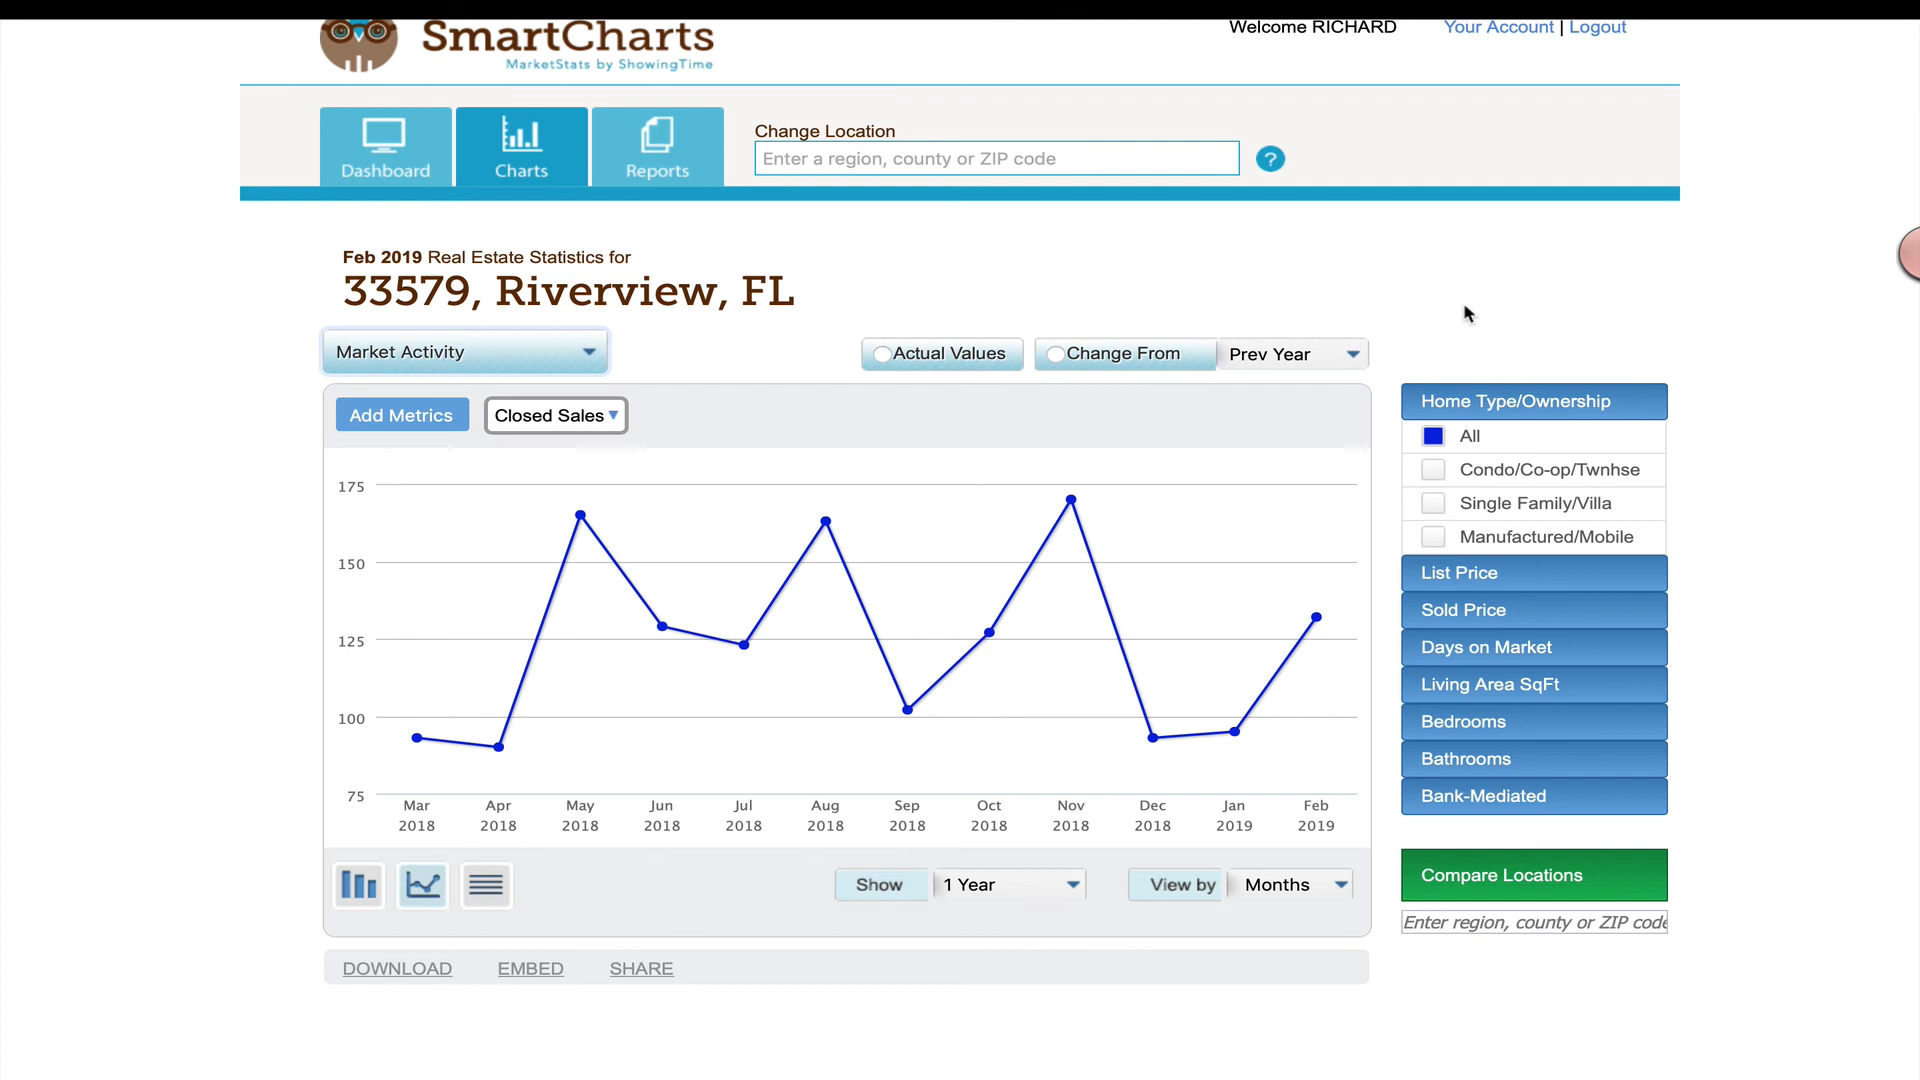 SmartCharts
MarketStats by ShowingTime
Welcome RICHARD
Your Account | Logout
Dashboard
Charts
Reports
Change Location
Enter a region, county or ZIP code
?
Feb 2019 Real Estate Statistics for
33579, Riverview, FL
Market Activity
Actual Values
Change From
Prev Year
Add Metrics
Closed Sales
175
150
125
100
75
Mar 2018
Apr 2018
May 2018
Jun 2018
Jul 2018
Aug 2018
Sep 2018
Oct 2018
Nov 2018
Dec 2018
Jan 2019
Feb 2019
Show
1 Year
View by
Months
DOWNLOAD
EMBED
SHARE
Home Type/Ownership
All
Condo/Co-op/Twnhse
Single Family/Villa
Manufactured/Mobile
List Price
Sold Price
Days on Market
Living Area SqFt
Bedrooms
Bathrooms
Bank-Mediated
Compare Locations
Enter region, county or ZIP code